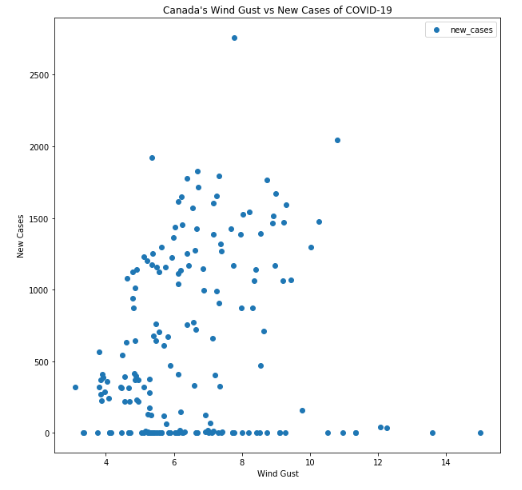 Canada's Wind Gust vs New Cases of COVID-19
new_cases
2500
2000
1500
1000
500
0
New Cases
4 6 8 10 12 14
Wind Gust